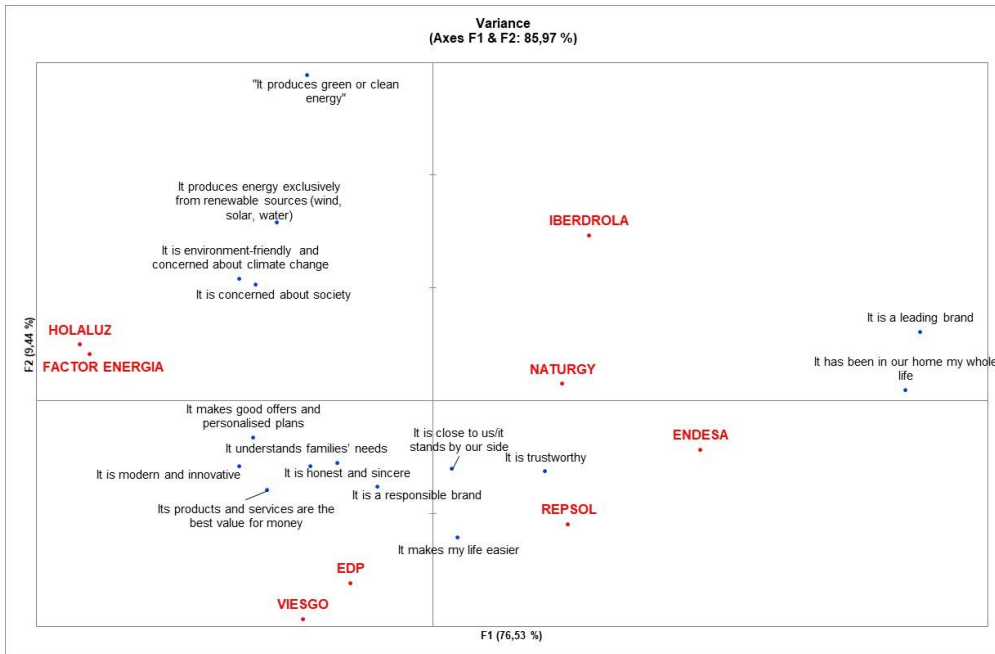 Variance
(Axes F1 & F2: 85,97 %)
"It produces green or clean
energy"
It produces energy exclusively
from renewable sources (wind,
solar, water)
IBERDROLA
It is environment-friendly and
concerned about climate change
It is concerned about society
It is a leading brand
HOLALUZ
FACTOR ENERGIA
F2 (9,44 %)
NATURGY
It has been in our home my whole
life
It makes good offers and
personalised plans
It is close to us/it
stands by our side
ENDESA
It understands families' needs
It is trustworthy
It is modern and innovative
It is honest and sincere
It is a responsible brand
Its products and services are the
best value for money
REPSOL
It makes my life easier
EDP
VIESGO
F1 (76,53 %)